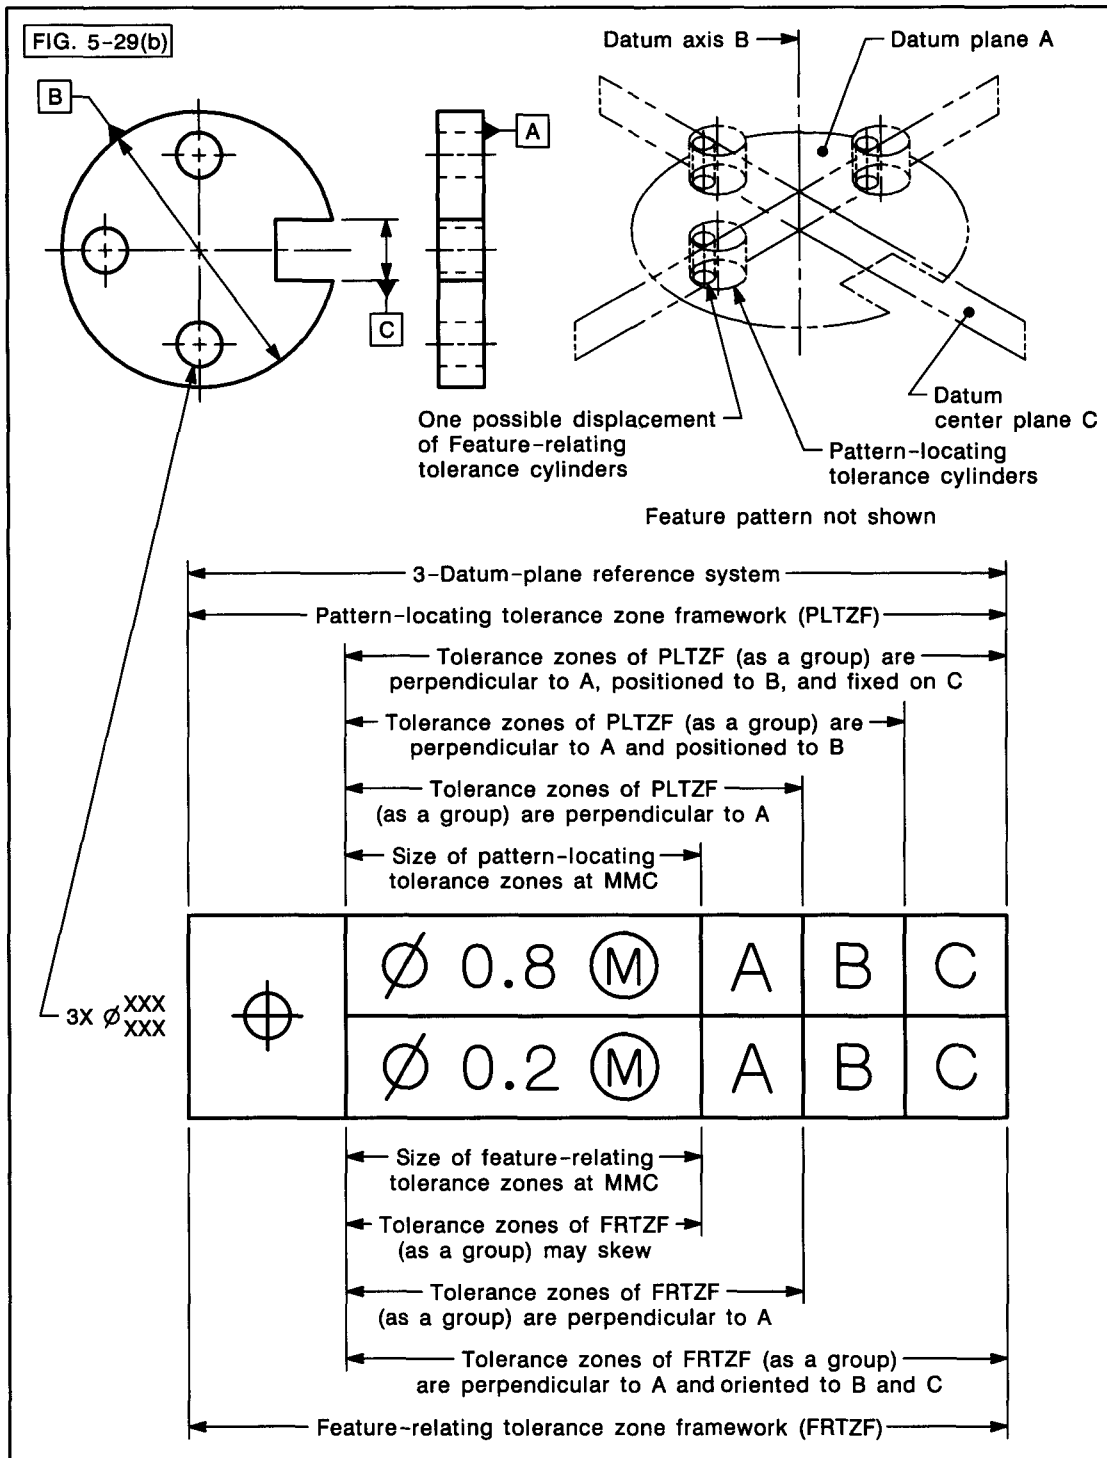 FIG. 5-29(b)
B
A
C
Datum axis B
Datum plane A
Datum
center plane C
One possible displacement
of Feature-relating
tolerance cylinders
Pattern-locating
tolerance cylinders
Feature pattern not shown
3-Datum-plane reference system
Pattern-locating tolerance zone framework (PLTZF)
Tolerance zones of PLTZF (as a group) are
perpendicular to A, positioned to B, and fixed on C
Tolerance zones of PLTZF (as a group) are
perpendicular to A and positioned to B
Tolerance zones of PLTZF
(as a group) are perpendicular to A
Size of pattern-locating
tolerance zones at MMC
3X ⌀ XXX
XXX
⌖ ⌀ 0.8 Ⓜ A B C
⌀ 0.2 Ⓜ A B C
Size of feature-relating
tolerance zones at MMC
Tolerance zones of FRTZF
(as a group) may skew
Tolerance zones of FRTZF
(as a group) are perpendicular to A
Tolerance zones of FRTZF (as a group)
are perpendicular to A and oriented to B and C
Feature-relating tolerance zone framework (FRTZF)